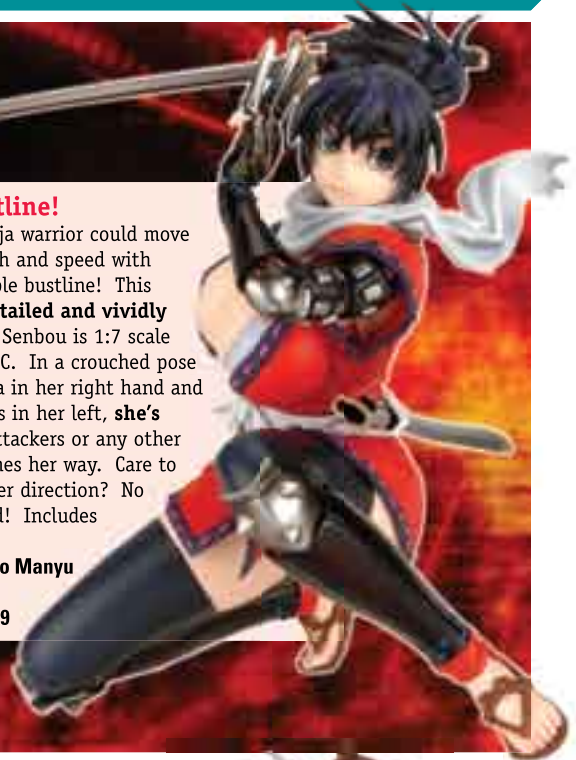 tline!
ja warrior could move
h and speed with
ole bustline! This
tailed and vividly
Senbou is 1:7 scale
C. In a crouched pose
a in her right hand and
s in her left, she's
ttackers or any other
nes her way. Care to
er direction? No
d! Includes
o Manyu
9